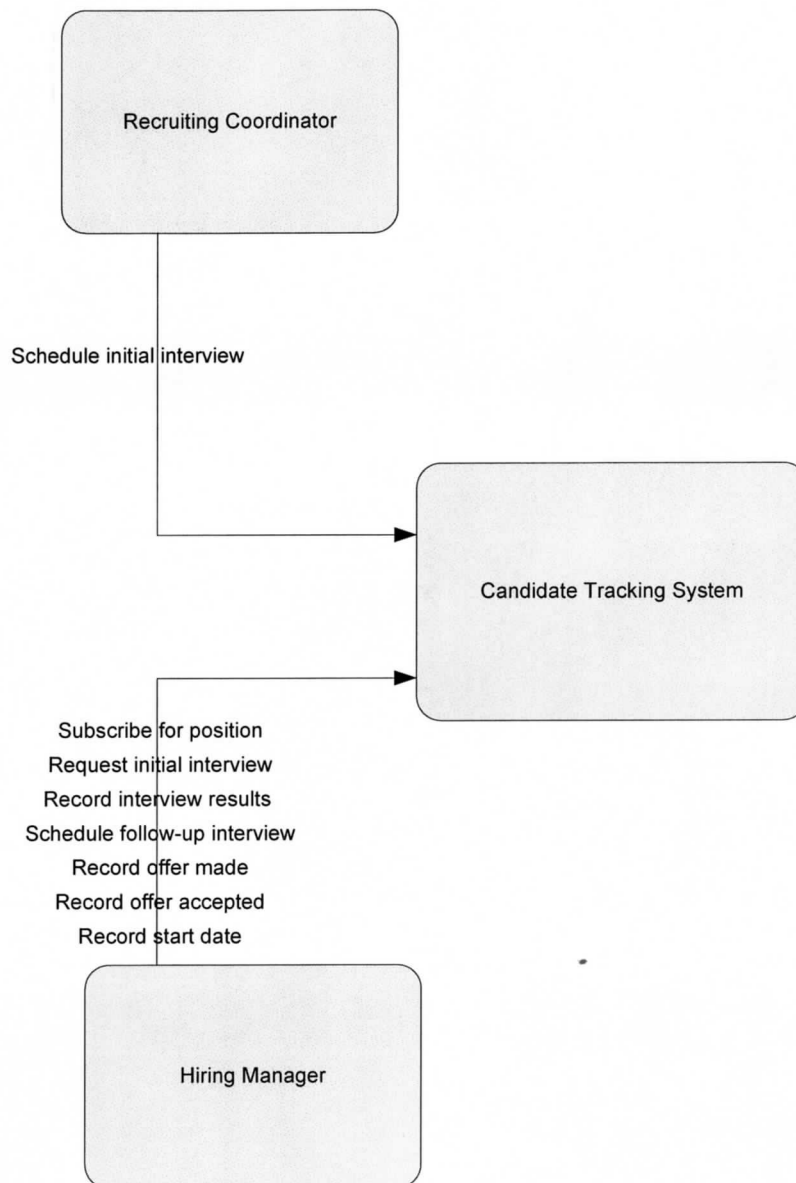 Recruiting Coordinator
Schedule initial interview
Candidate Tracking System
Subscribe for position
Request initial interview
Record interview results
Schedule follow-up interview
Record offer made
Record offer accepted
Record start date
Hiring Manager